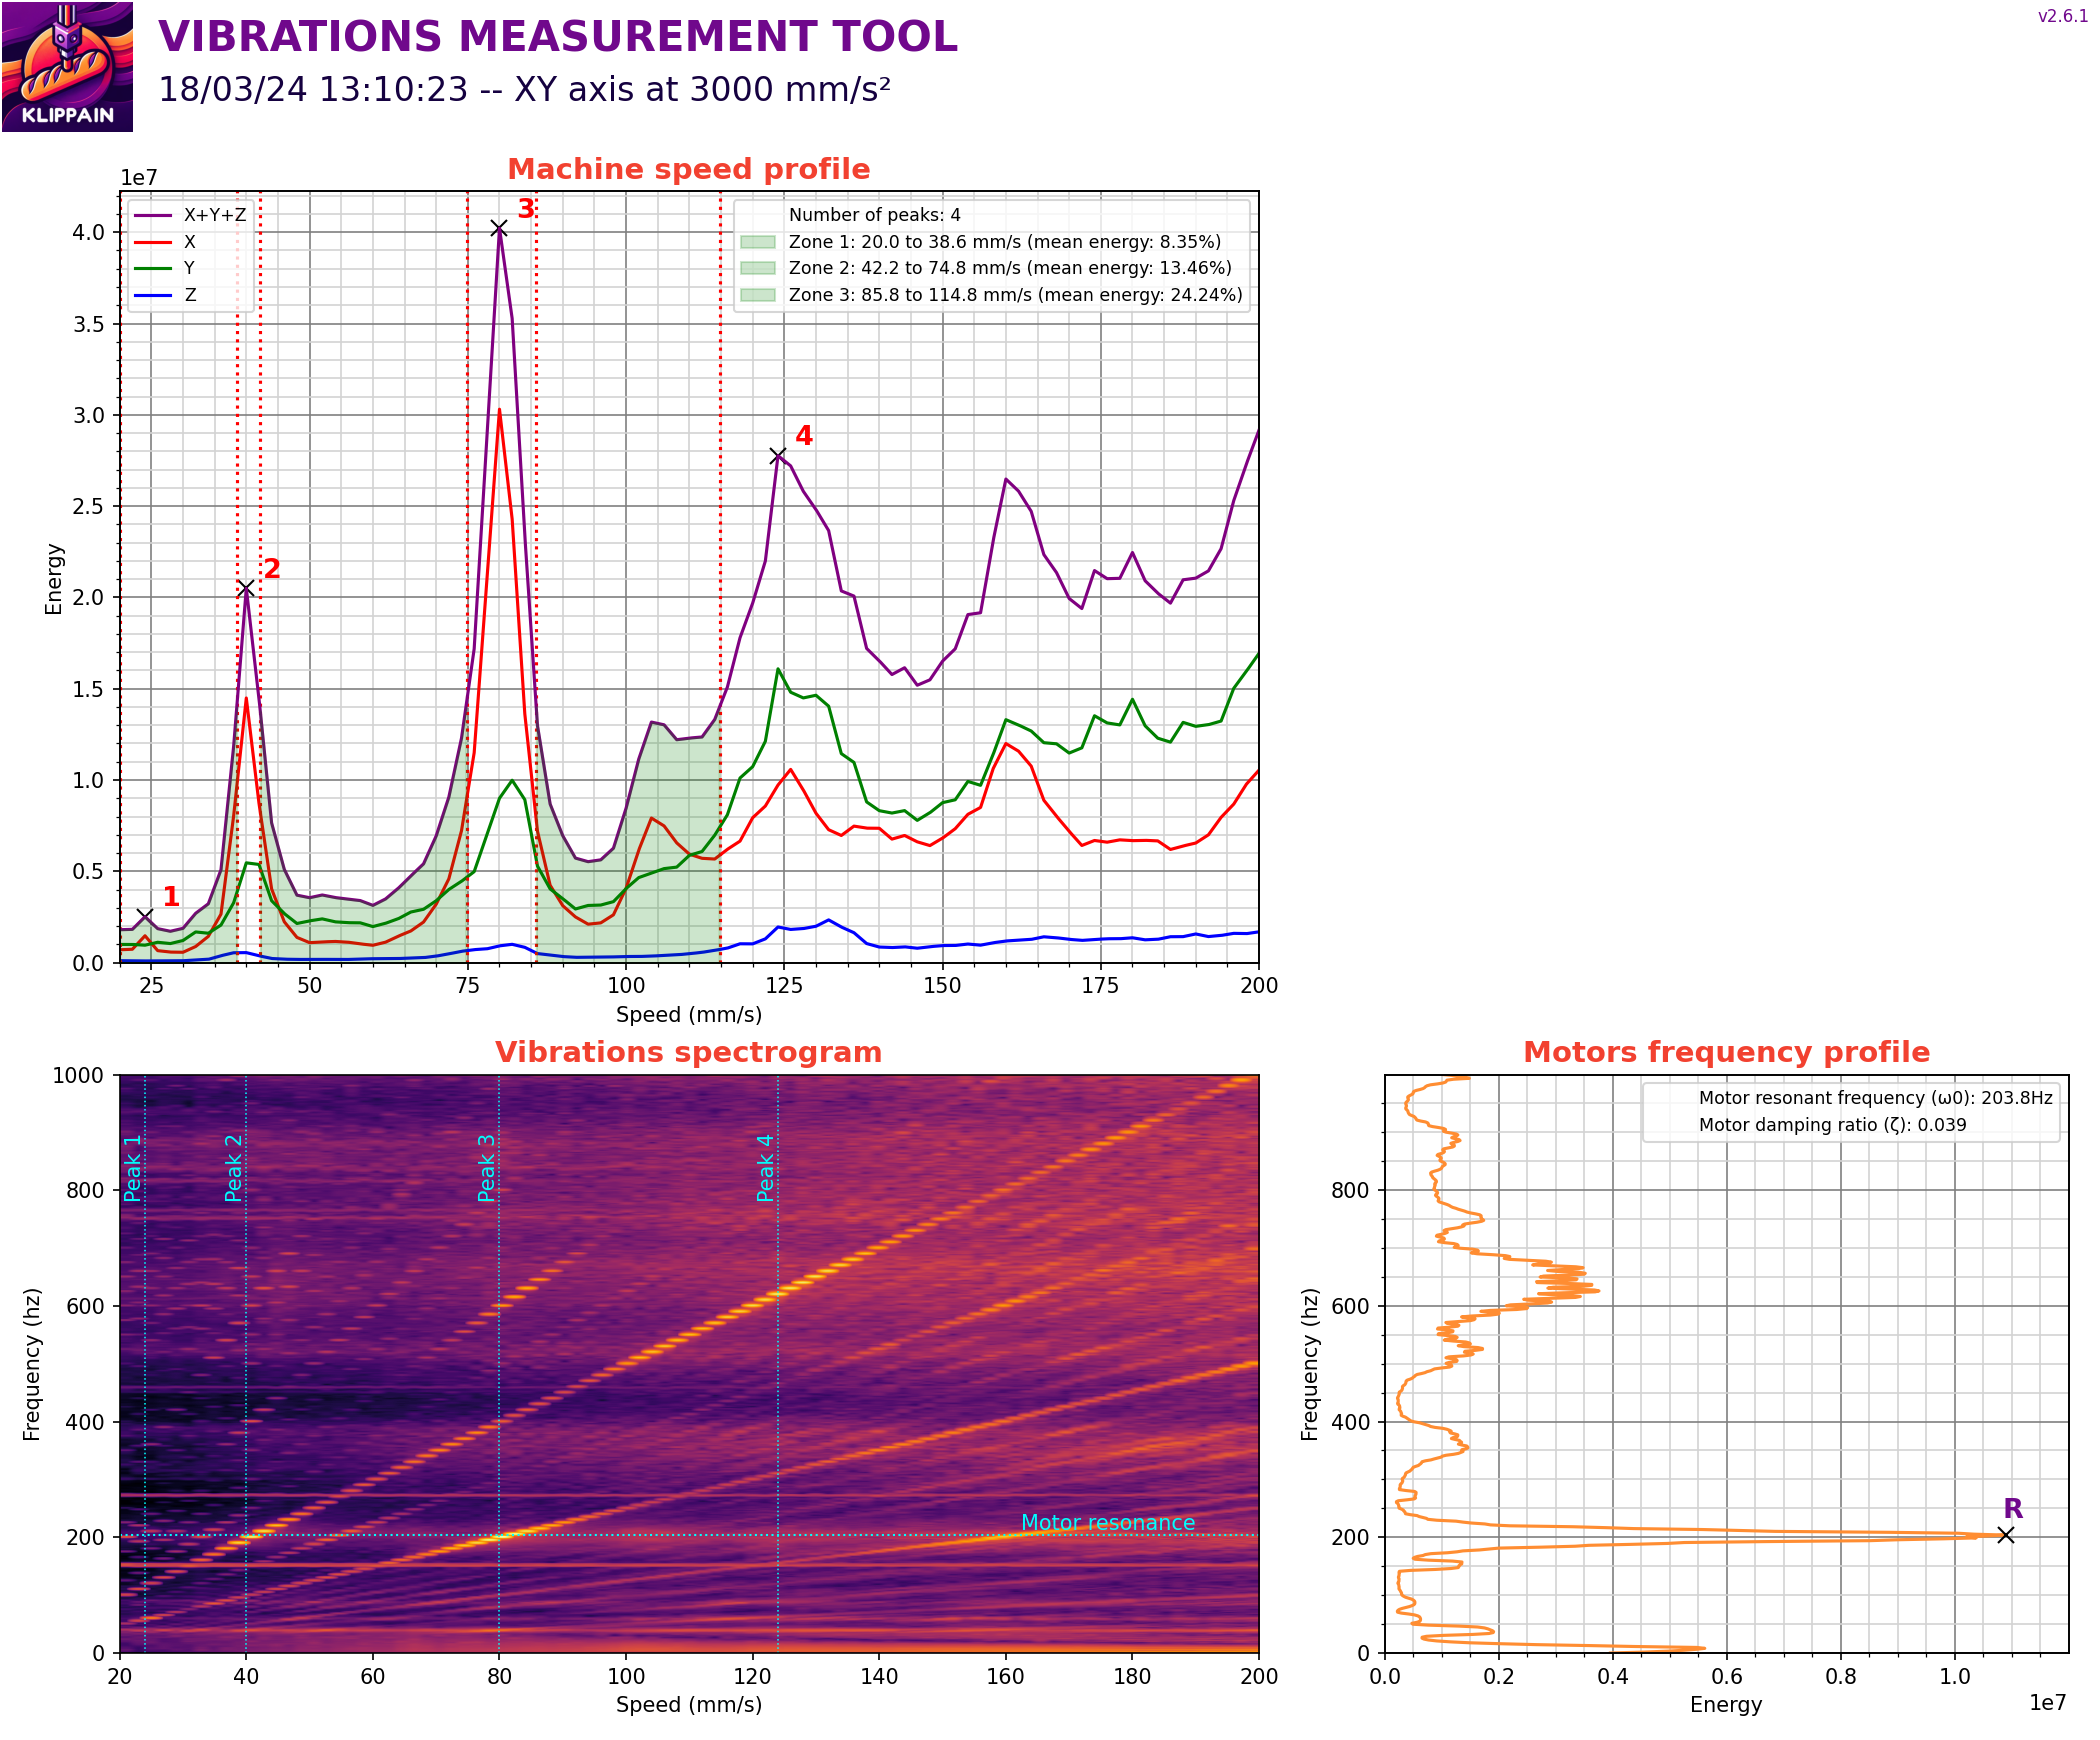 KLIPPAIN
VIBRATIONS MEASUREMENT TOOL
18/03/24 13:10:23 -- XY axis at 3000 mm/s²
v2.6.1
Machine speed profile
1e7
X+Y+Z
X
Y
Z
Number of peaks: 4
Zone 1: 20.0 to 38.6 mm/s (mean energy: 8.35%)
Zone 2: 42.2 to 74.8 mm/s (mean energy: 13.46%)
Zone 3: 85.8 to 114.8 mm/s (mean energy: 24.24%)
1
2
3
4
Energy
4.0
3.5
3.0
2.5
2.0
1.5
1.0
0.5
0.0
25 50 75 100 125 150 175 200
Speed (mm/s)
Vibrations spectrogram
Frequency (hz)
1000
800
600
400
200
0
Peak 1
Peak 2
Peak 3
Peak 4
Motor resonance
20 40 60 80 100 120 140 160 180 200
Speed (mm/s)
Motors frequency profile
Motor resonant frequency (ω0): 203.8Hz
Motor damping ratio (ζ): 0.039
R
Frequency (hz)
800
600
400
200
0
0.0 0.2 0.4 0.6 0.8 1.0
Energy
1e7